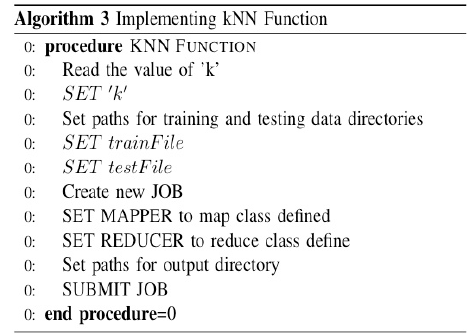 Algorithm 3 Implementing kNN Function
0: procedure KNN FUNCTION
0: Read the value of 'k'
0: SET 'k'
0: Set paths for training and testing data directories
0: SET trainFile
0: SET testFile
0: Create new JOB
0: SET MAPPER to map class defined
0: SET REDUCER to reduce class define
0: Set paths for output directory
0: SUBMIT JOB
0: end procedure=0